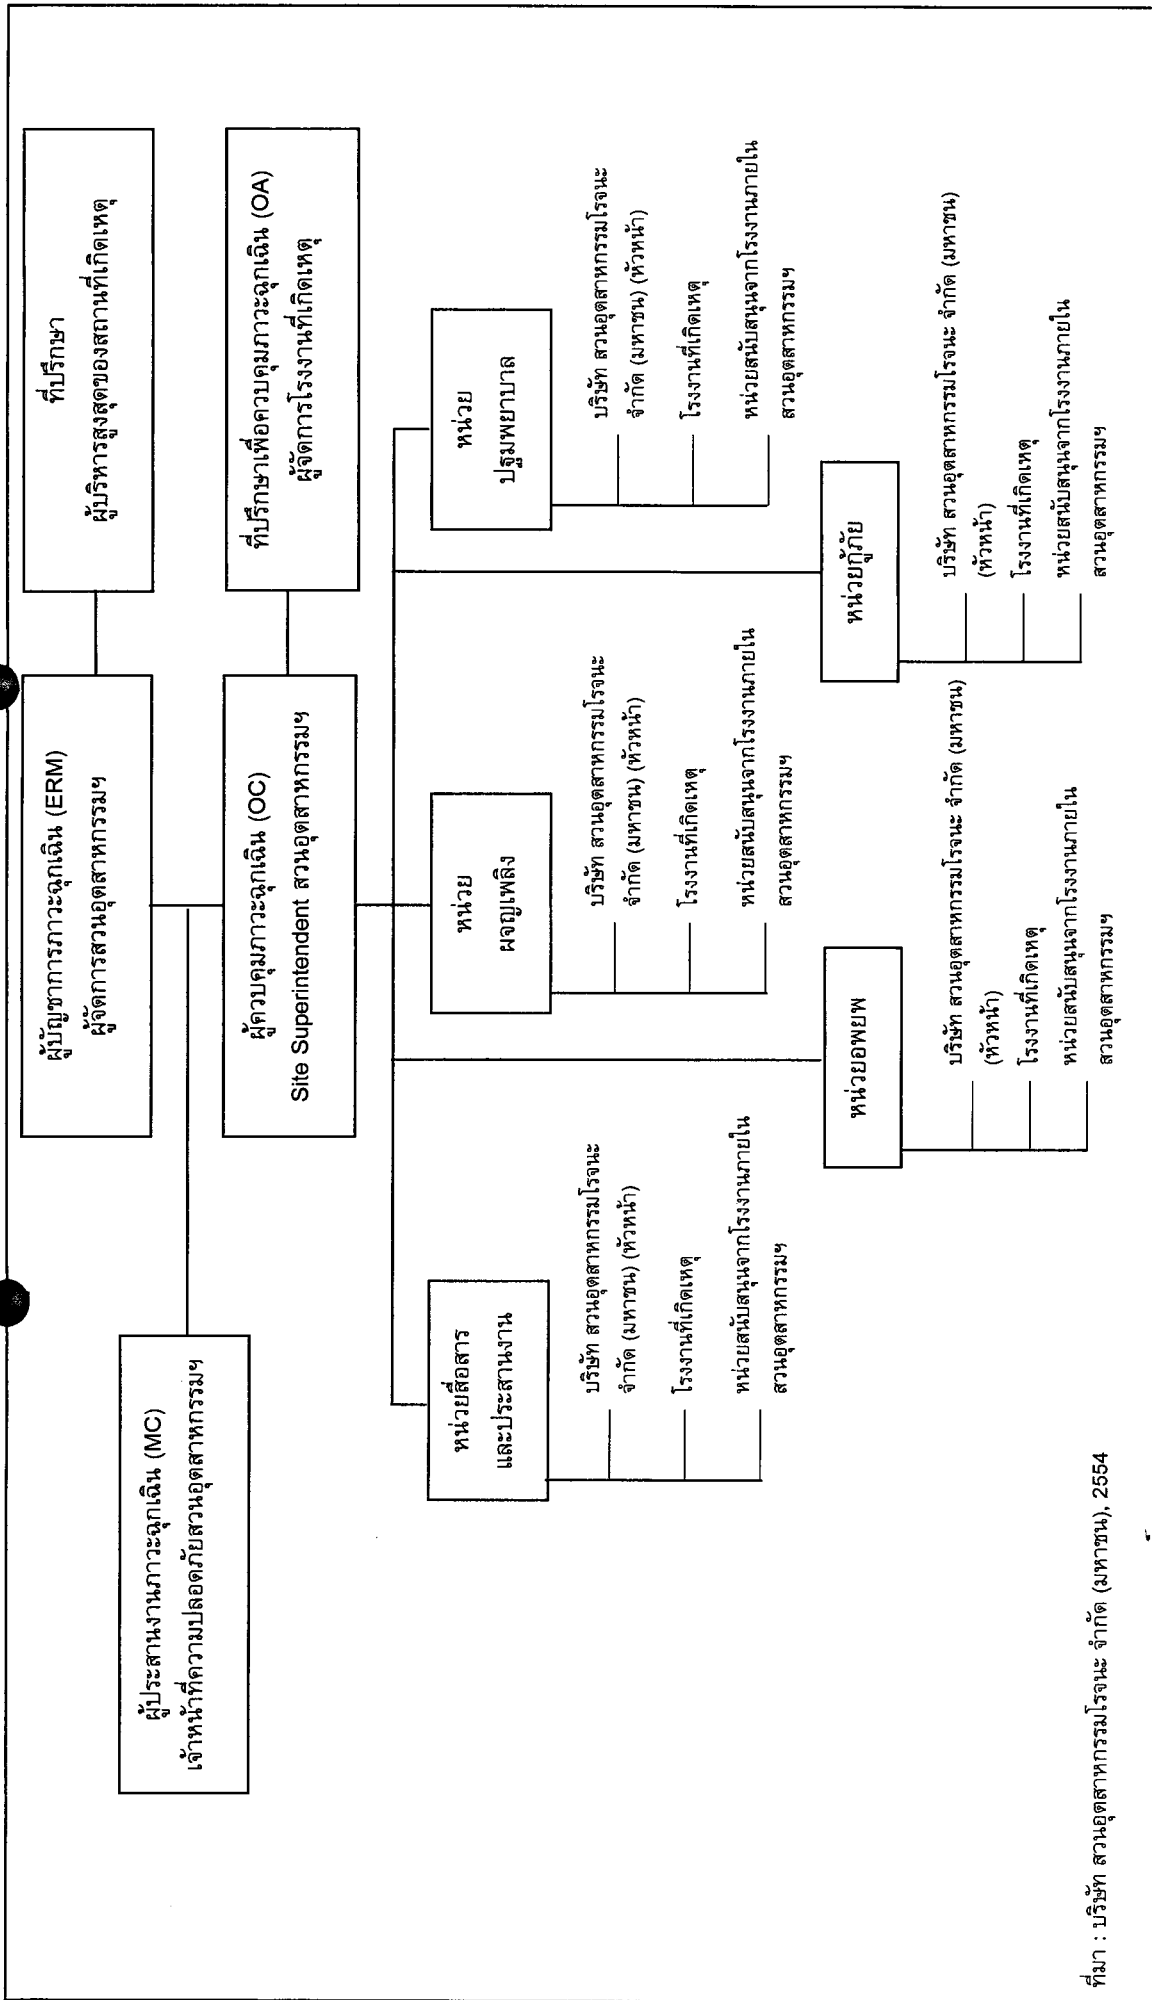 ผู้บัญชาการภาวะฉุกเฉิน (ERM)
ผู้จัดการสวนอุตสาหกรรมฯ
ที่ปรึกษา
ผู้บริหารสูงสุดของสถานที่เกิดเหตุ
ผู้ประสานงานภาวะฉุกเฉิน (MC)
เจ้าหน้าที่ความปลอดภัยสวนอุตสาหกรรมฯ
ผู้ควบคุมภาวะฉุกเฉิน (OC)
Site Superintendent สวนอุตสาหกรรมฯ
ที่ปรึกษาเพื่อควบคุมภาวะฉุกเฉิน (OA)
ผู้จัดการโรงงานที่เกิดเหตุ
หน่วยสื่อสาร
และประสานงาน
บริษัท สวนอุตสาหกรรมโรจนะ
จำกัด (มหาชน) (หัวหน้า)
โรงงานที่เกิดเหตุ
หน่วยสนับสนุนจากโรงงานภายใน
สวนอุตสาหกรรมฯ
หน่วย
ผจญเพลิง
บริษัท สวนอุตสาหกรรมโรจนะ
จำกัด (มหาชน) (หัวหน้า)
โรงงานที่เกิดเหตุ
หน่วยสนับสนุนจากโรงงานภายใน
สวนอุตสาหกรรมฯ
หน่วย
ปฐมพยาบาล
บริษัท สวนอุตสาหกรรมโรจนะ
จำกัด (มหาชน) (หัวหน้า)
โรงงานที่เกิดเหตุ
หน่วยสนับสนุนจากโรงงานภายใน
สวนอุตสาหกรรมฯ
หน่วยอพยพ
บริษัท สวนอุตสาหกรรมโรจนะ จำกัด (มหาชน)
(หัวหน้า)
โรงงานที่เกิดเหตุ
หน่วยสนับสนุนจากโรงงานภายใน
สวนอุตสาหกรรมฯ
หน่วยกู้ภัย
บริษัท สวนอุตสาหกรรมโรจนะ จำกัด (มหาชน)
(หัวหน้า)
โรงงานที่เกิดเหตุ
หน่วยสนับสนุนจากโรงงานภายใน
สวนอุตสาหกรรมฯ
ที่มา : บริษัท สวนอุตสาหกรรมโรจนะ จำกัด (มหาชน), 2554